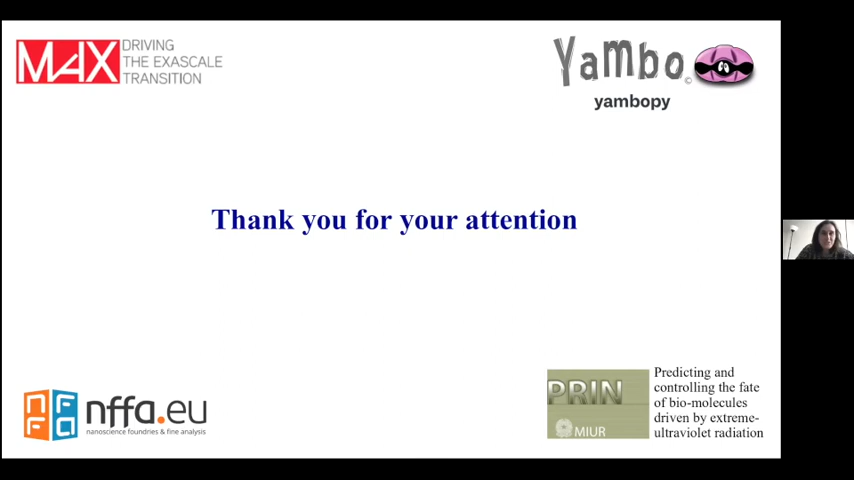 MAX
DRIVING
THE EXASCALE
TRANSITION
Yambo
©
yambopy
Thank you for your attention
nffa.eu
nanoscience foundries & fine analysis
PRIN
MIUR
Predicting and
controlling the fate
of bio-molecules
driven by extreme-
ultraviolet radiation